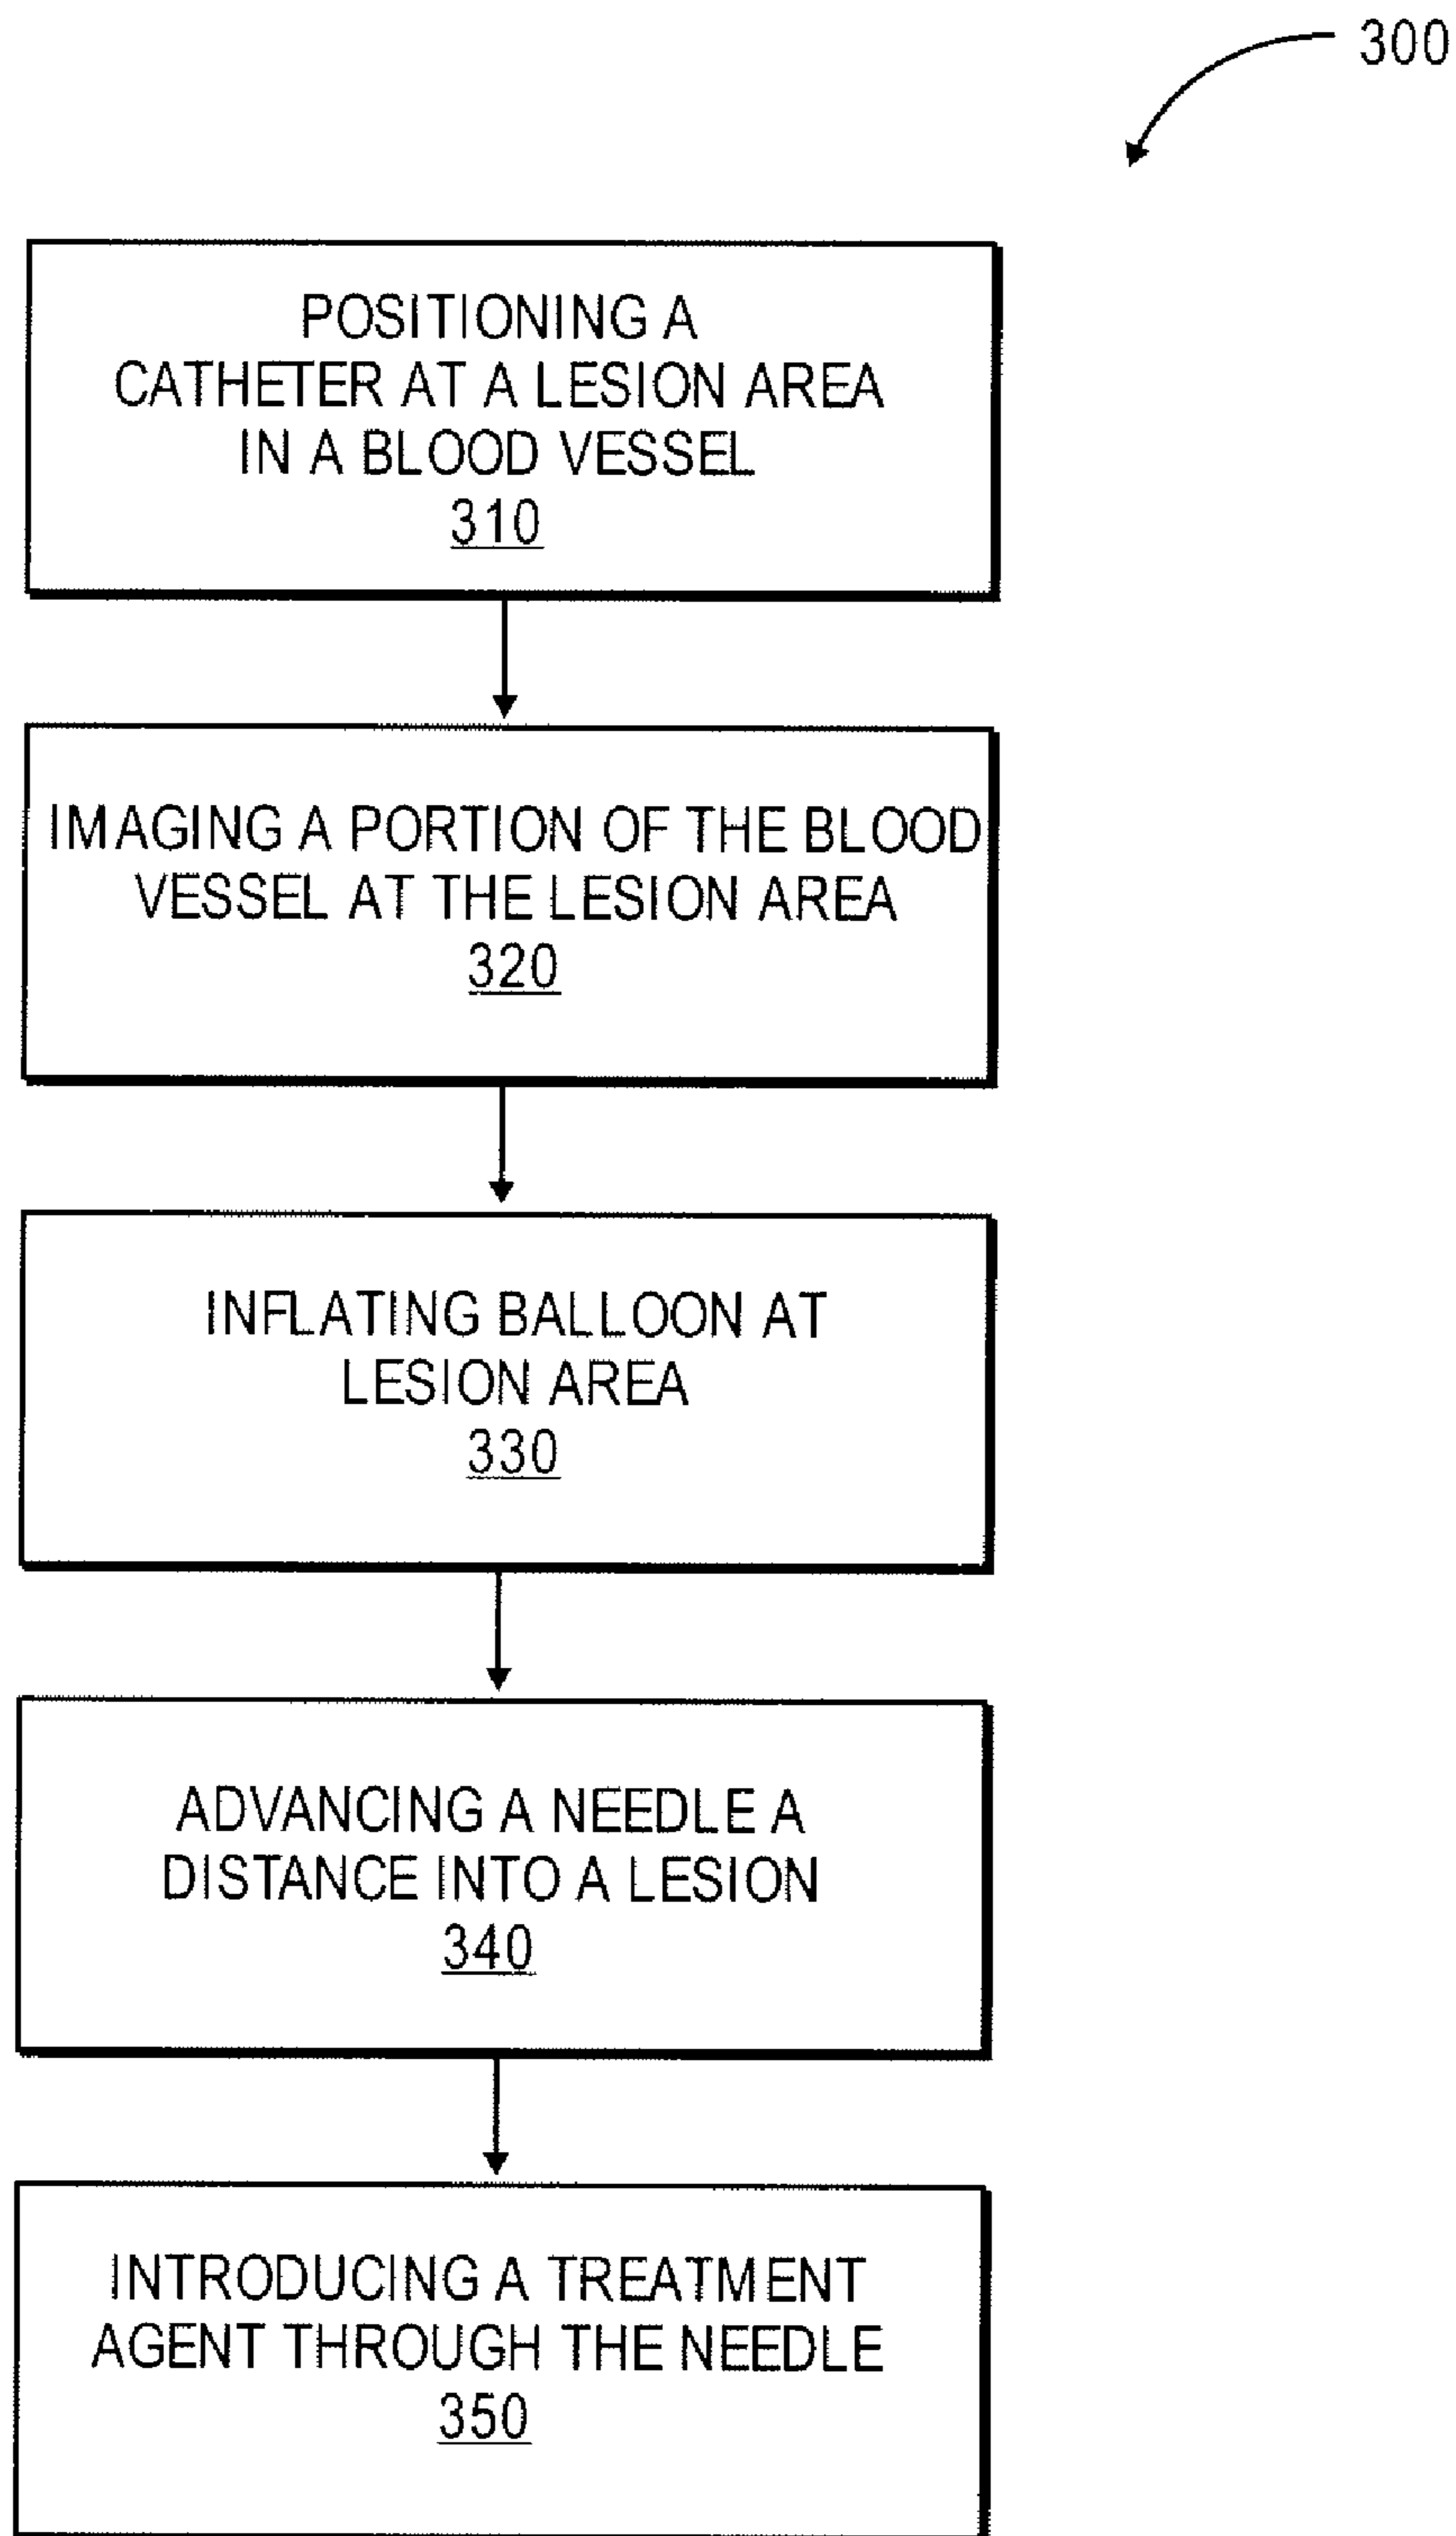 300
POSITIONING A
CATHETER AT A LESION AREA
IN A BLOOD VESSEL
310
IMAGING A PORTION OF THE BLOOD
VESSEL AT THE LESION AREA
320
INFLATING BALLOON AT
LESION AREA
330
ADVANCING A NEEDLE A
DISTANCE INTO A LESION
340
INTRODUCING A TREATMENT
AGENT THROUGH THE NEEDLE
350